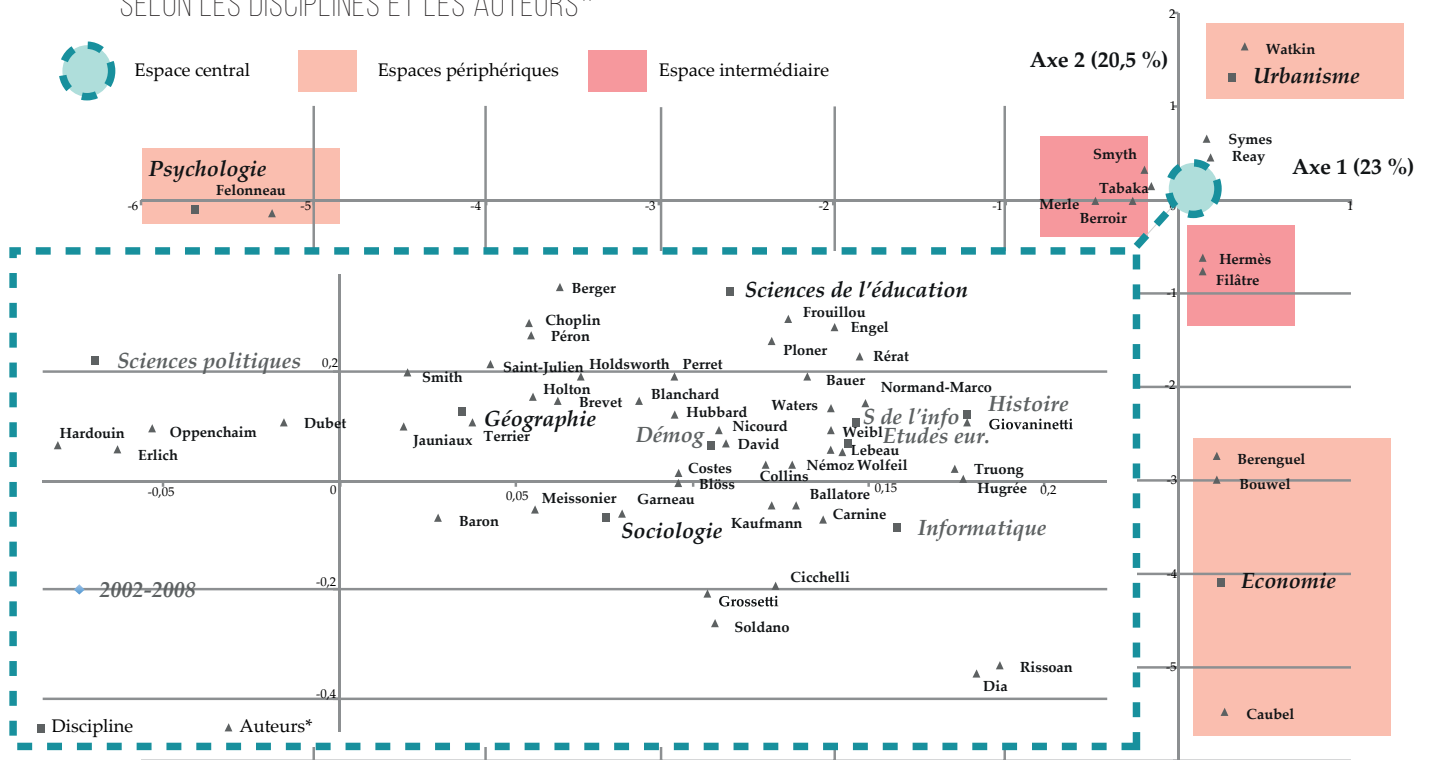 SELON LES DISCIPLINES ET LES AUTEURS*
Espace central
Espaces périphériques
Espace intermédiaire
Axe 2 (20,5 %)
2
Watkin
Urbanisme
1
Symes
Reay
Axe 1 (23 %)
Psychologie
Felonneau
Smyth
Tabaka
Merle
Berroir
-6
-5
-4
-3
-2
-1
1
Hermès
Filâtre
-1
-2
-3
-4
-5
Berenguel
Bouwel
Economie
Caubel
Berger
Sciences de l'éducation
Choplin
Péron
Frouillou
Engel
Ploner
Rérat
Sciences politiques
0,2
Smith
Saint-Julien
Holdsworth
Perret
Bauer
Normand-Marco
Holton
Brevet
Blanchard
Waters
Histoire
Géographie
Hubbard
S de l'info
Giovaninetti
Hardouin
Oppenchaim
Dubet
Jauniaux
Terrier
Démog
Nicourd
David
Weibl
Etudes eur.
Erlich
Lebeau
Costes
Blöss
Collins
Némoz
Wolfeil
Truong
Hugrée
-0,05
0
0,05
0,15
0,2
Meissonier
Garneau
Ballatore
Baron
Sociologie
Kaufmann
Carnine
Informatique
2002-2008
-0,2
Cicchelli
Grossetti
Soldano
Rissoan
Dia
-0,4
Discipline
Auteurs*